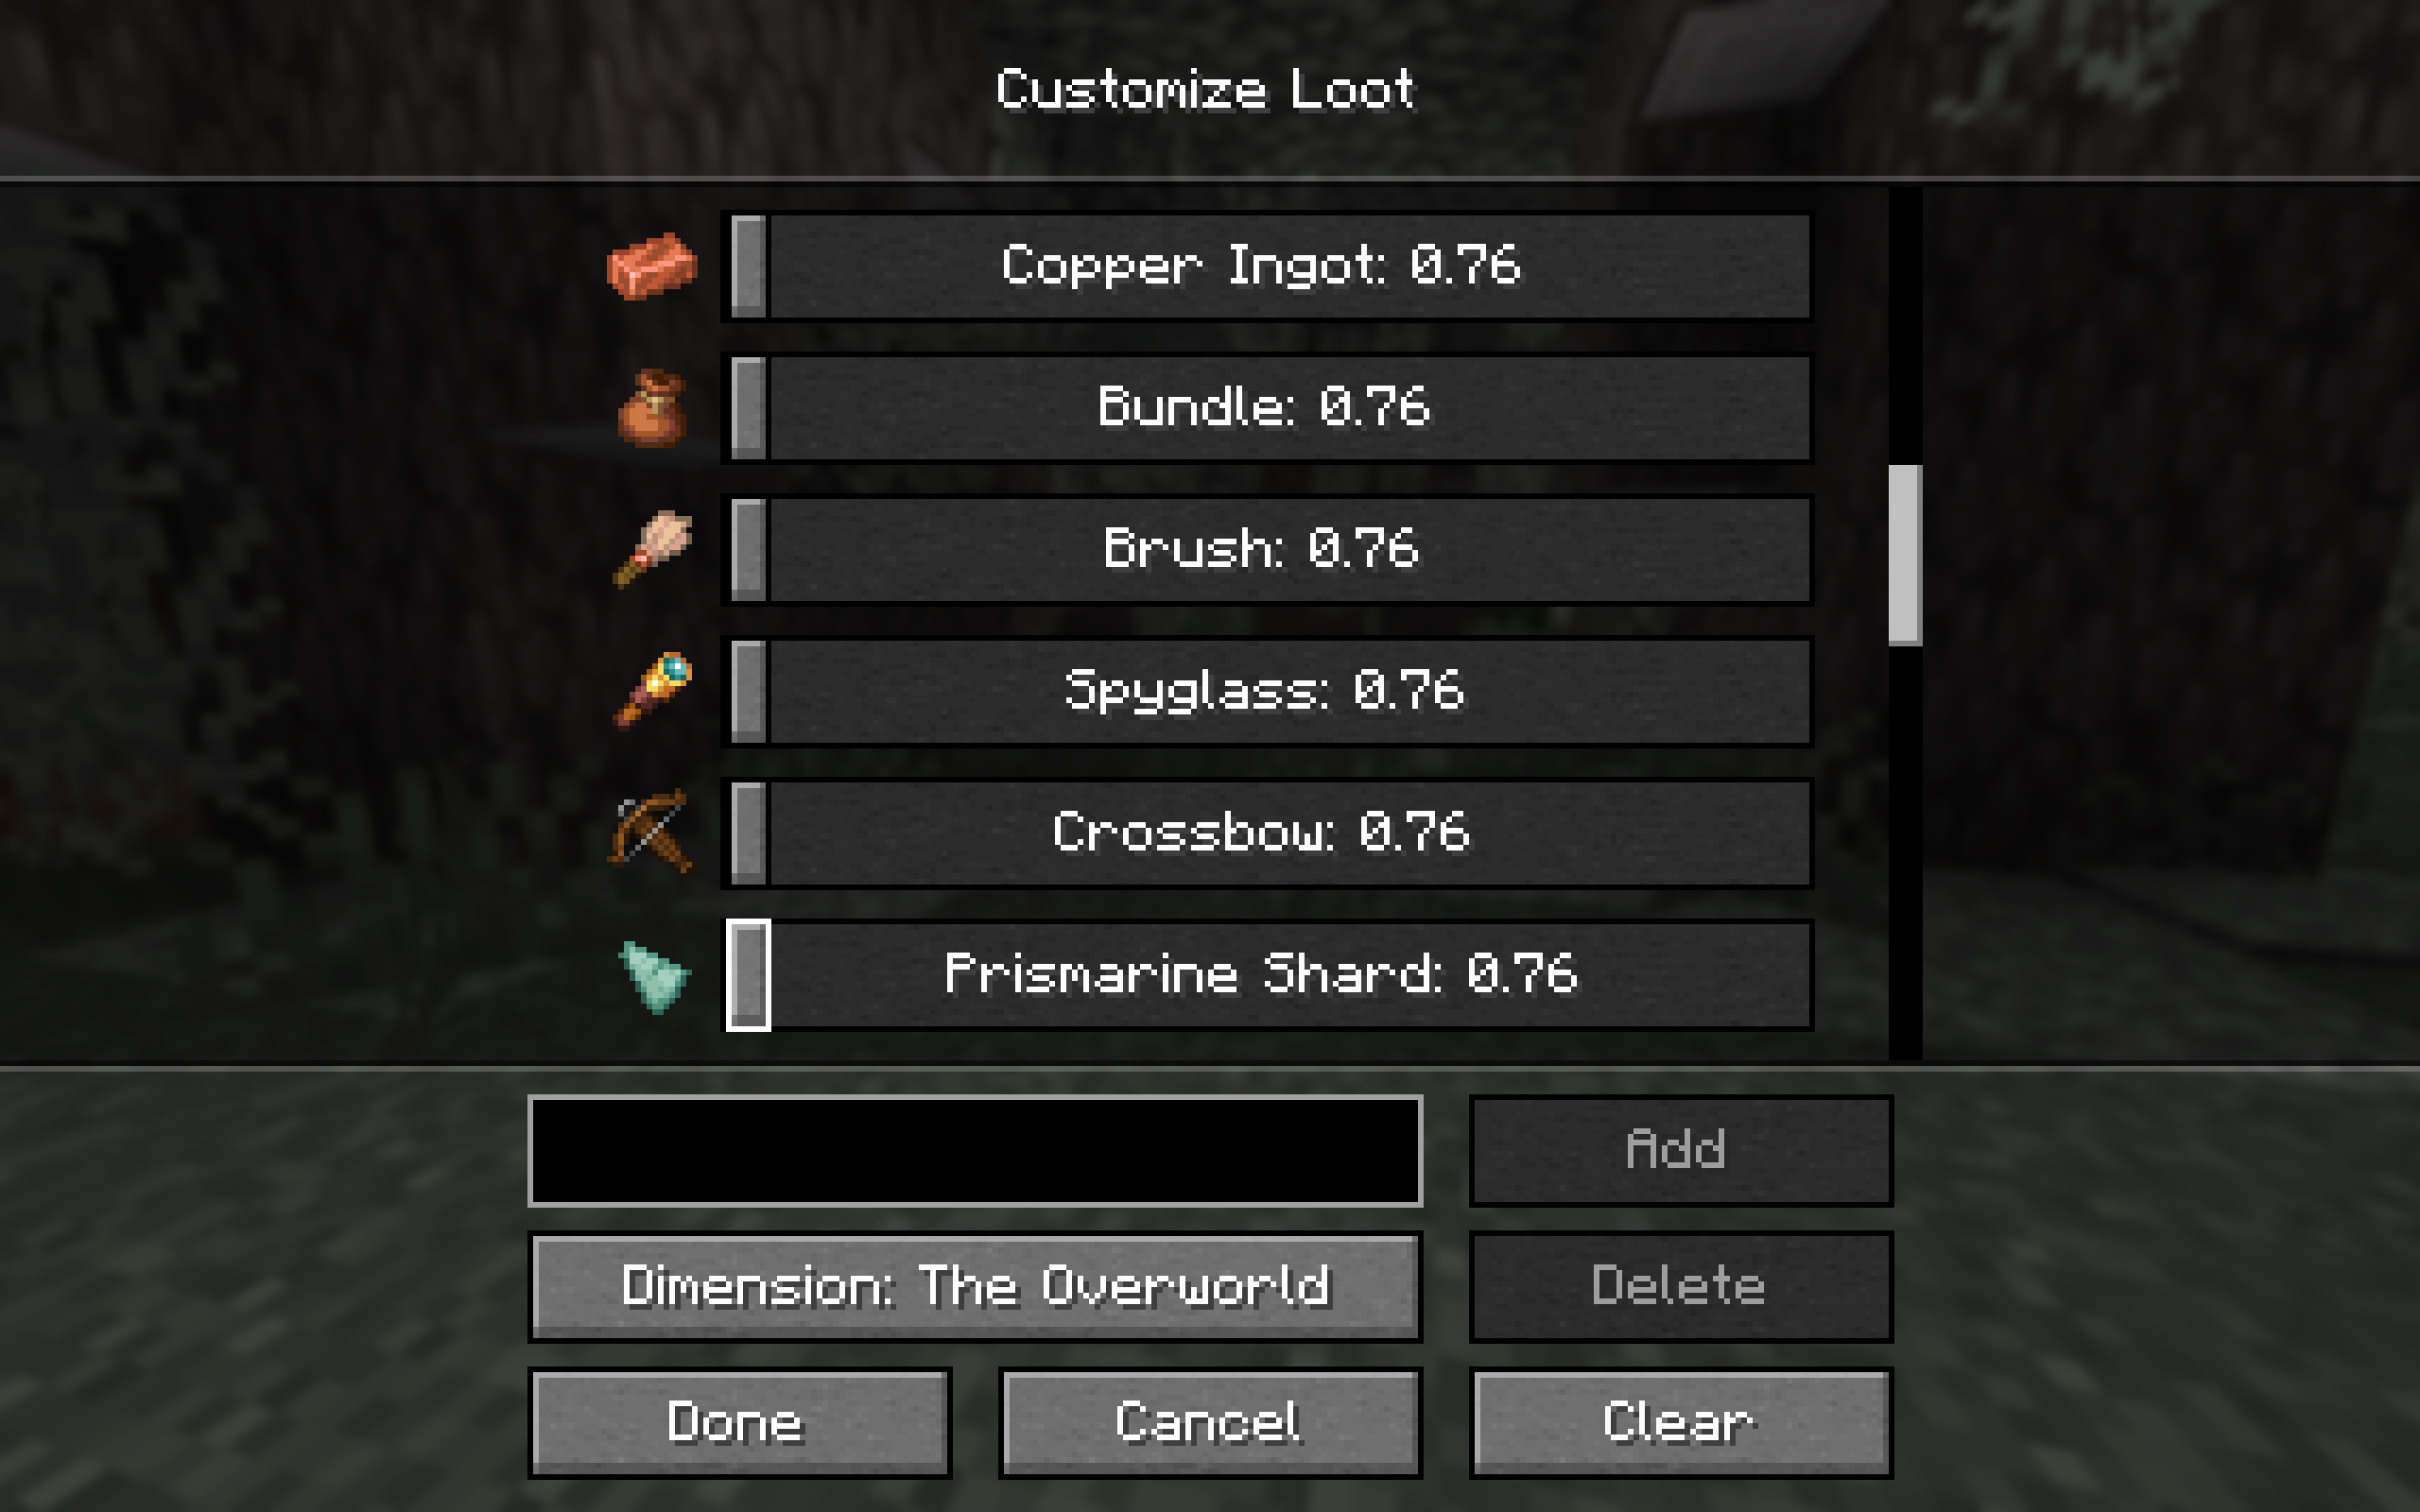 Customize Loot
Copper Ingot: 0.76
Bundle: 0.76
Brush: 0.76
Spyglass: 0.76
Crossbow: 0.76
Prismarine Shard: 0.76
Add
Dimension: The Overworld
Delete
Done
Cancel
Clear